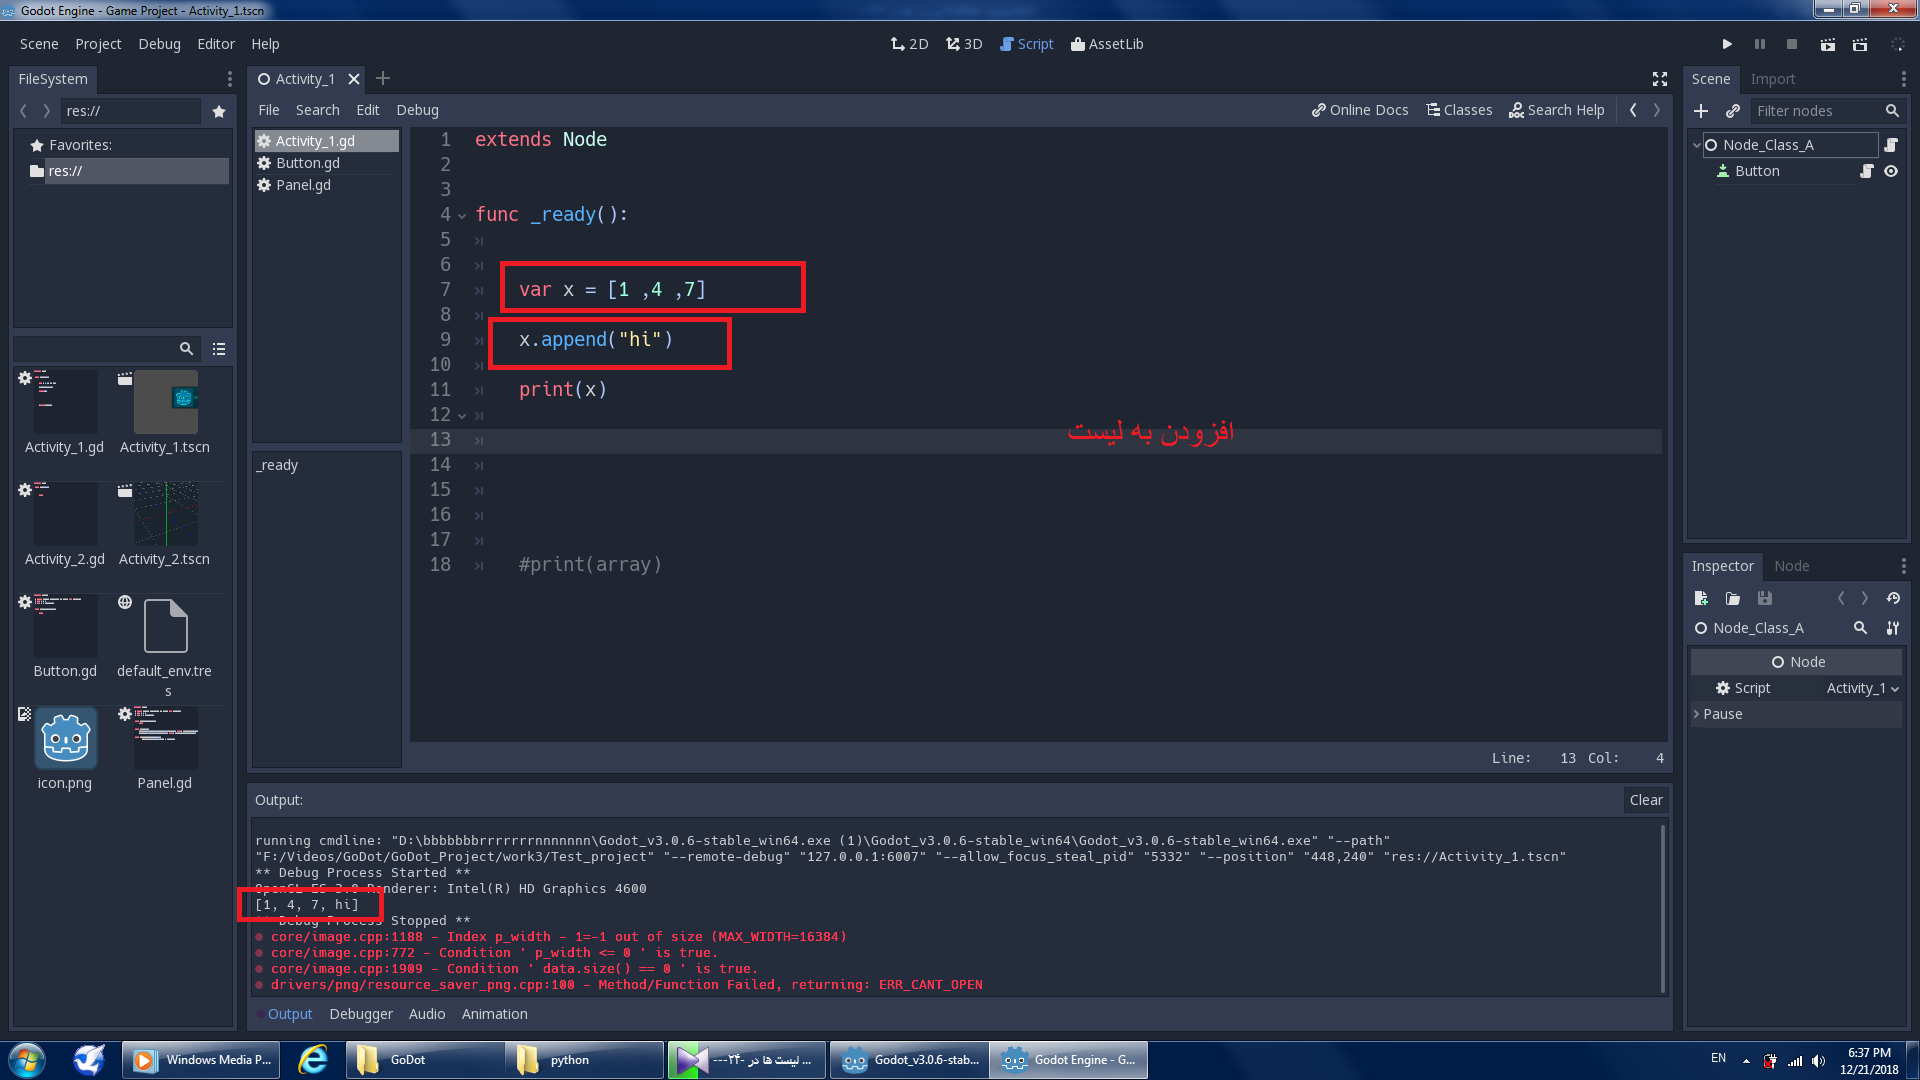 Godot Engine - Game Project - Activity_1.tscn
Scene Project Debug Editor Help
2D 3D Script AssetLib
FileSystem
res://
Favorites:
res://
Activity_1.gd Activity_1.tscn
Activity_2.gd Activity_2.tscn
Button.gd default_env.tres
icon.png Panel.gd
Activity_1
File Search Edit Debug
Online Docs Classes Search Help
Activity_1.gd
Button.gd
Panel.gd
_ready
1 extends Node
2
3
4 func _ready():
5
6
7 var x = [1 ,4 ,7]
8
9 x.append("hi")
10
11 print(x)
12
13
افزودن به لیست
14
15
16
17
18 #print(array)
Line: 13 Col: 4
Output:
Clear
running cmdline: "D:\bbbbbbbrrrrrrrnnnnnnn\Godot_v3.0.6-stable_win64.exe (1)\Godot_v3.0.6-stable_win64\Godot_v3.0.6-stable_win64.exe" "--path"
"F:/Videos/GoDot/GoDot_Project/work3/Test_project" "--remote-debug" "127.0.0.1:6007" "--allow_focus_steal_pid" "5332" "--position" "448,240" "res://Activity_1.tscn"
** Debug Process Started **
OpenGL ES 3.0 Renderer: Intel(R) HD Graphics 4600
[1, 4, 7, hi]
** Debug Process Stopped **
core/image.cpp:1188 - Index p_width - 1=-1 out of size (MAX_WIDTH=16384)
core/image.cpp:772 - Condition ' p_width <= 0 ' is true.
core/image.cpp:1909 - Condition ' data.size() == 0 ' is true.
drivers/png/resource_saver_png.cpp:100 - Method/Function Failed, returning: ERR_CANT_OPEN
Output Debugger Audio Animation
Scene Import
Filter nodes
Node_Class_A
Button
Inspector Node
Node_Class_A
Node
Script Activity_1
Pause
Windows Media P...
GoDot
python
---۲۴- لیست ها در ...
Godot_v3.0.6-stab...
Godot Engine - G...
EN
6:37 PM
12/21/2018